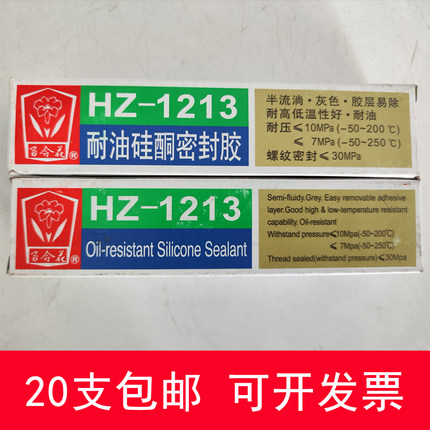 HZ-1213
耐油硅酮密封胶
半流淌·灰色·胶层易除
耐高低温性好·耐油
耐压≤10MPa(-50~200℃)
≤ 7MPa(-50~250℃)
螺纹密封≤30MPa
百合花®
HZ-1213
Oil-resistant Silicone Sealant
Semi-fluidy.Grey. Easy removable adhesive
layer.Good high & low-temperature resistant
capability. Oil-resistant
Withstand pressure≤10Mpa(-50~200℃)
≤ 7Mpa(-50~250℃)
Thread sealed(withstand pressure)≤30Mpa
百合花®
20支包邮 可开发票